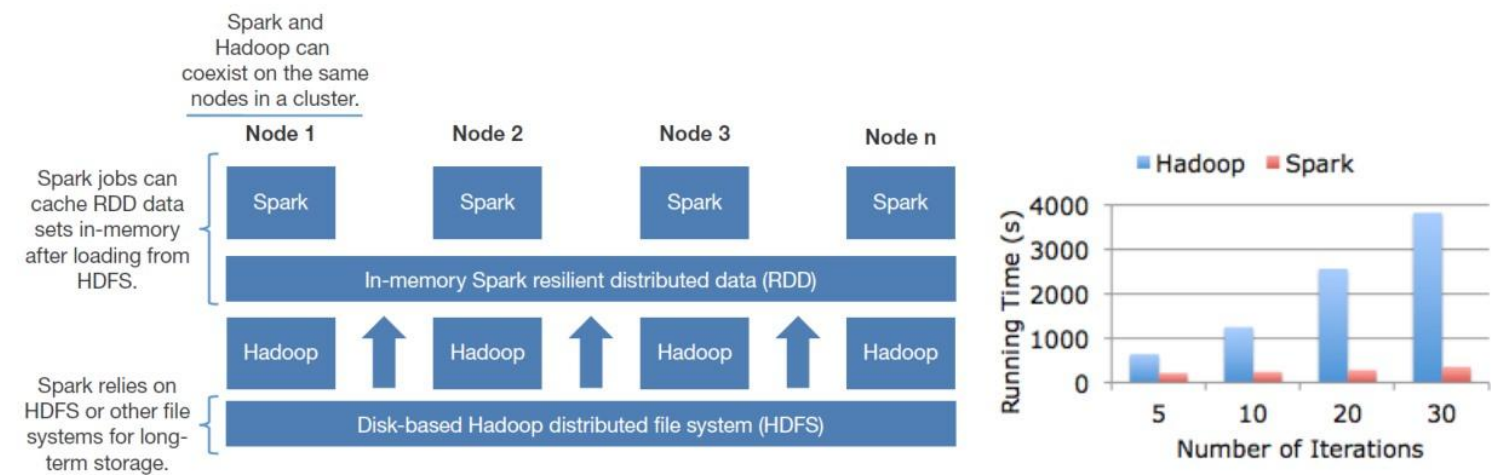 Spark and
Hadoop can
coexist on the same
nodes in a cluster.
Node 1
Node 2
Node 3
Node n
Spark jobs can
cache RDD data
sets in-memory
after loading from
HDFS.
Spark
Spark
Spark
Spark
In-memory Spark resilient distributed data (RDD)
Hadoop
Hadoop
Hadoop
Hadoop
Spark relies on
HDFS or other file
systems for long-
term storage.
Disk-based Hadoop distributed file system (HDFS)
Hadoop Spark
Running Time (s)
4000
3000
2000
1000
0
5 10 20 30
Number of Iterations